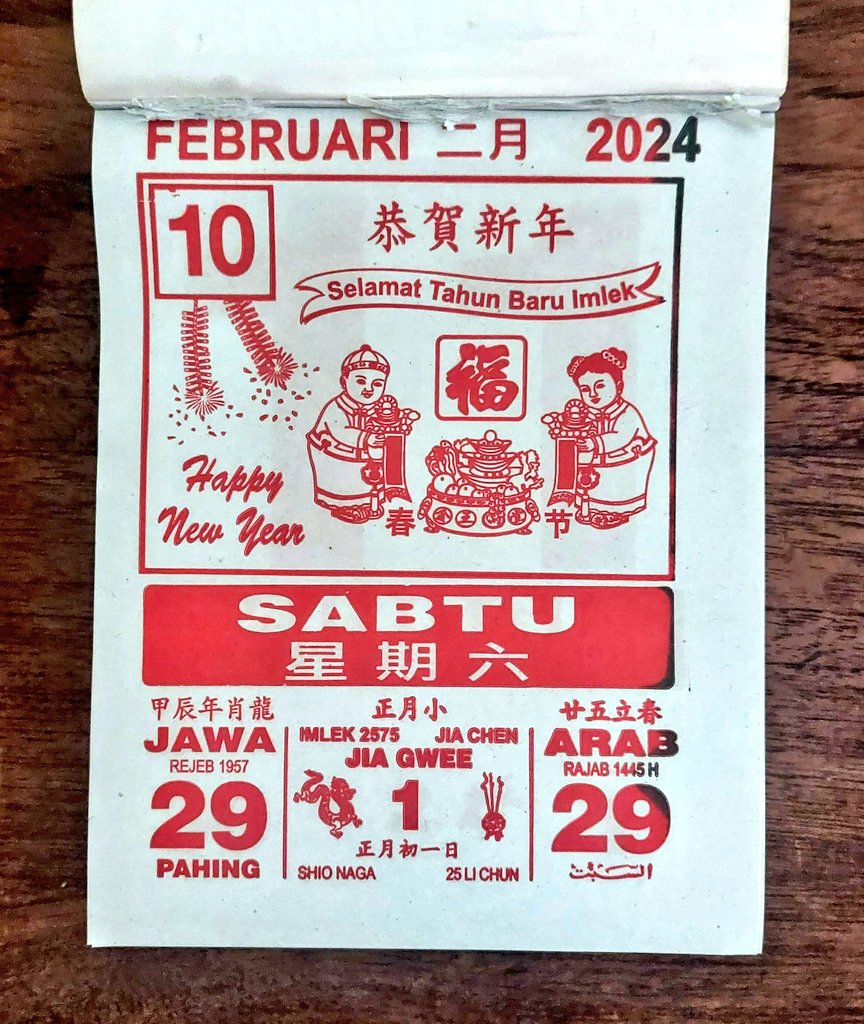 FEBRUARI 二月 2024
10
恭賀新年
Selamat Tahun Baru Imlek
福
Happy
New Year
春 节
SABTU
星期六
甲辰年肖龍
JAWA
REJEB 1957
29
PAHING
正月小
IMLEK 2575 JIA CHEN
JIA GWEE
1
正月初一日
SHIO NAGA 25 LI CHUN
廿五立春
ARAB
RAJAB 1445 H
29
السبت